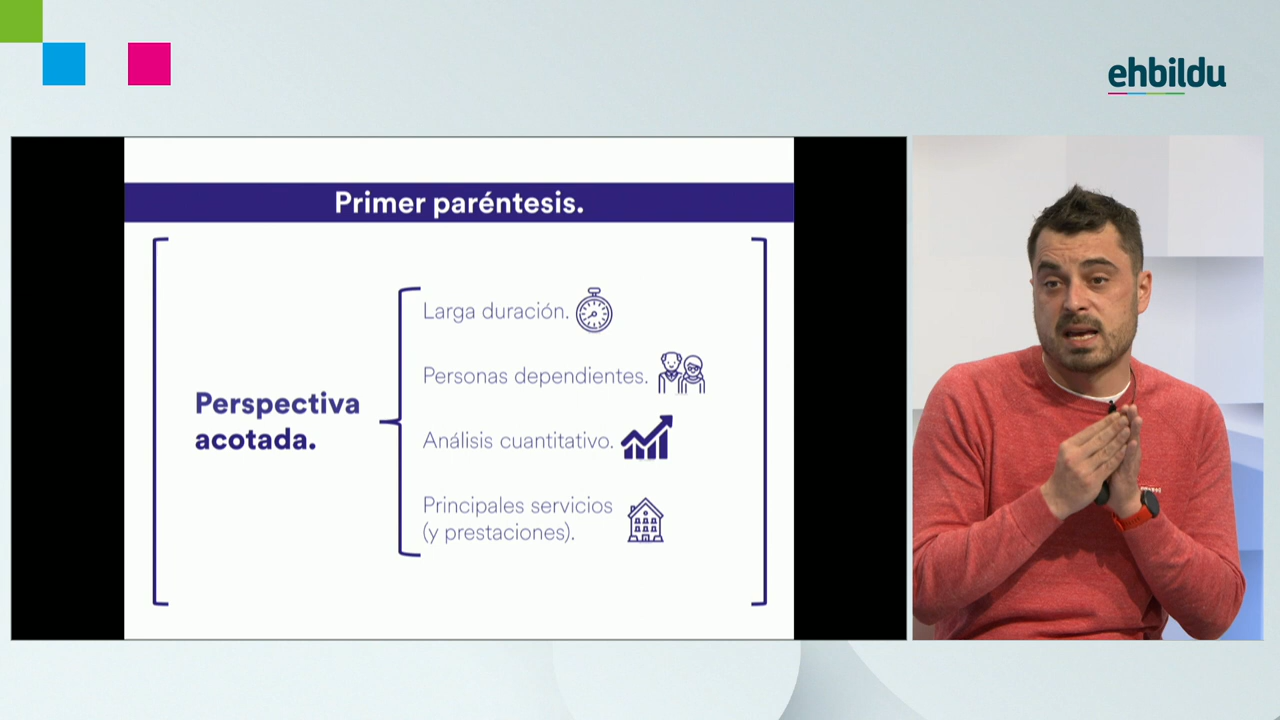 ehbildu
Primer paréntesis.
Perspectiva
acotada.
Larga duración.
Personas dependientes.
Análisis cuantitativo.
Principales servicios
(y prestaciones).